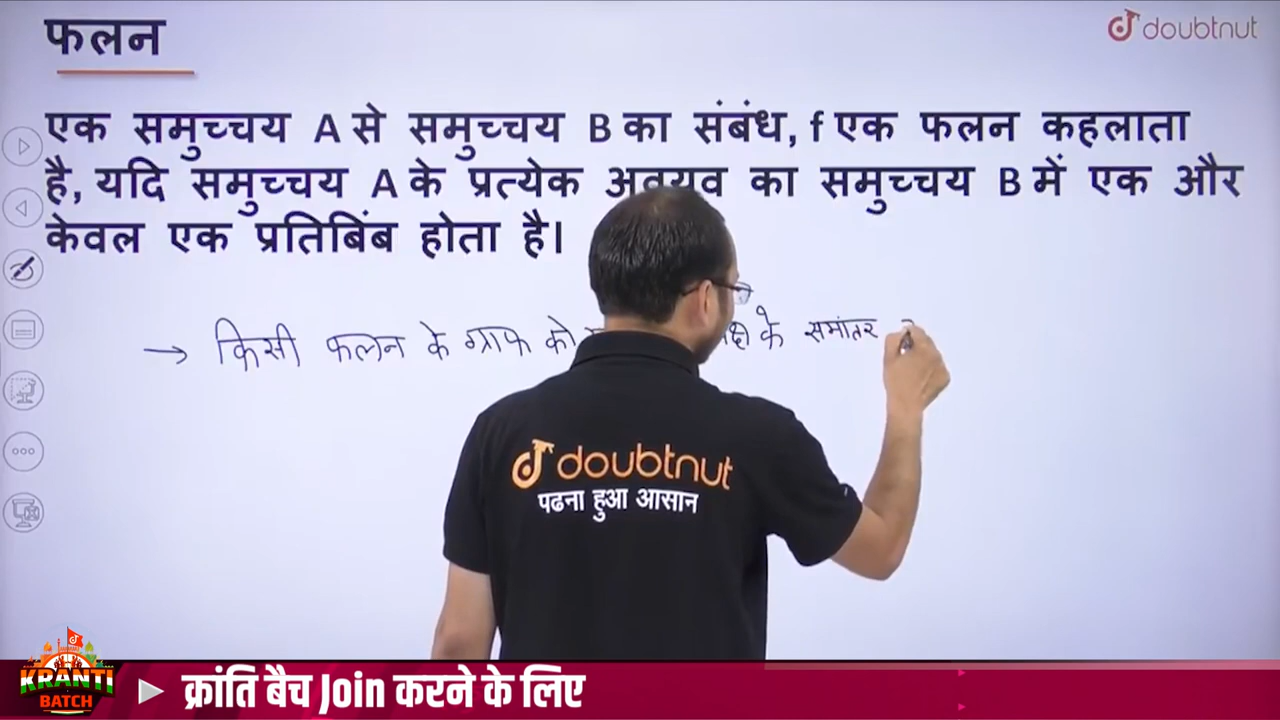 फलन
doubtnut
एक समुच्चय A से समुच्चय B का संबंध, f एक फलन कहलाता
है, यदि समुच्चय A के प्रत्येक अवयव का समुच्चय B में एक और
केवल एक प्रतिबिंब होता है।
→ किसी फलन के ग्राफ को के समांतर
doubtnut
पढना हुआ आसान
KRANTI
BATCH
क्रांति बैच Join करने के लिए